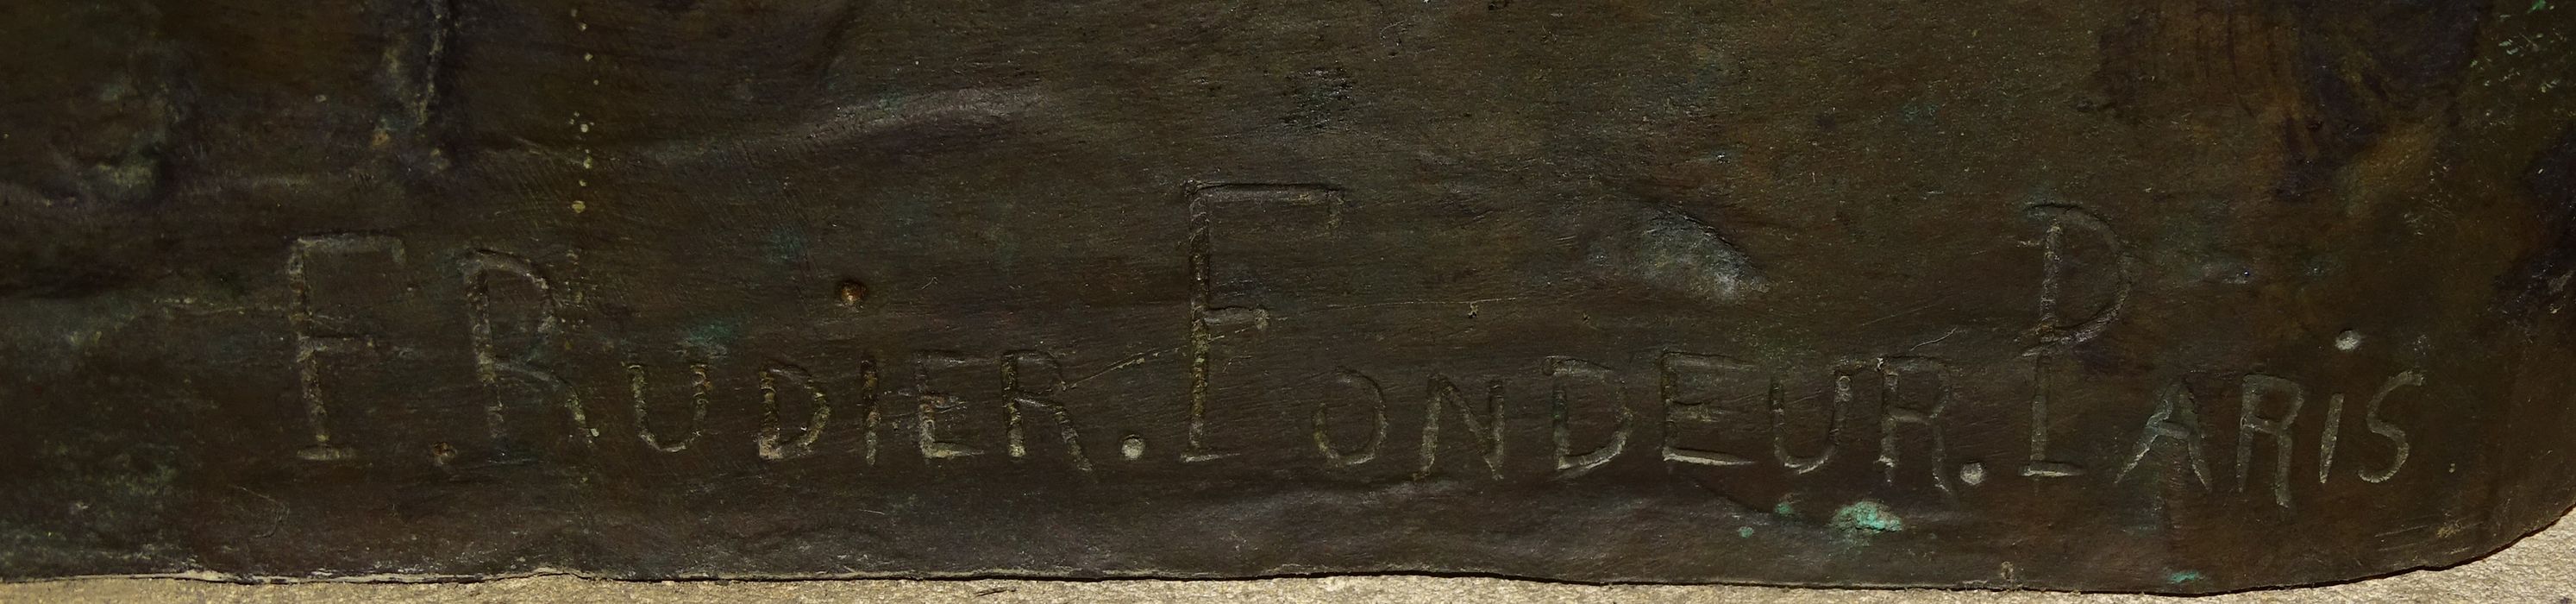 F. RUDiER. FONDEUR. PARiS.